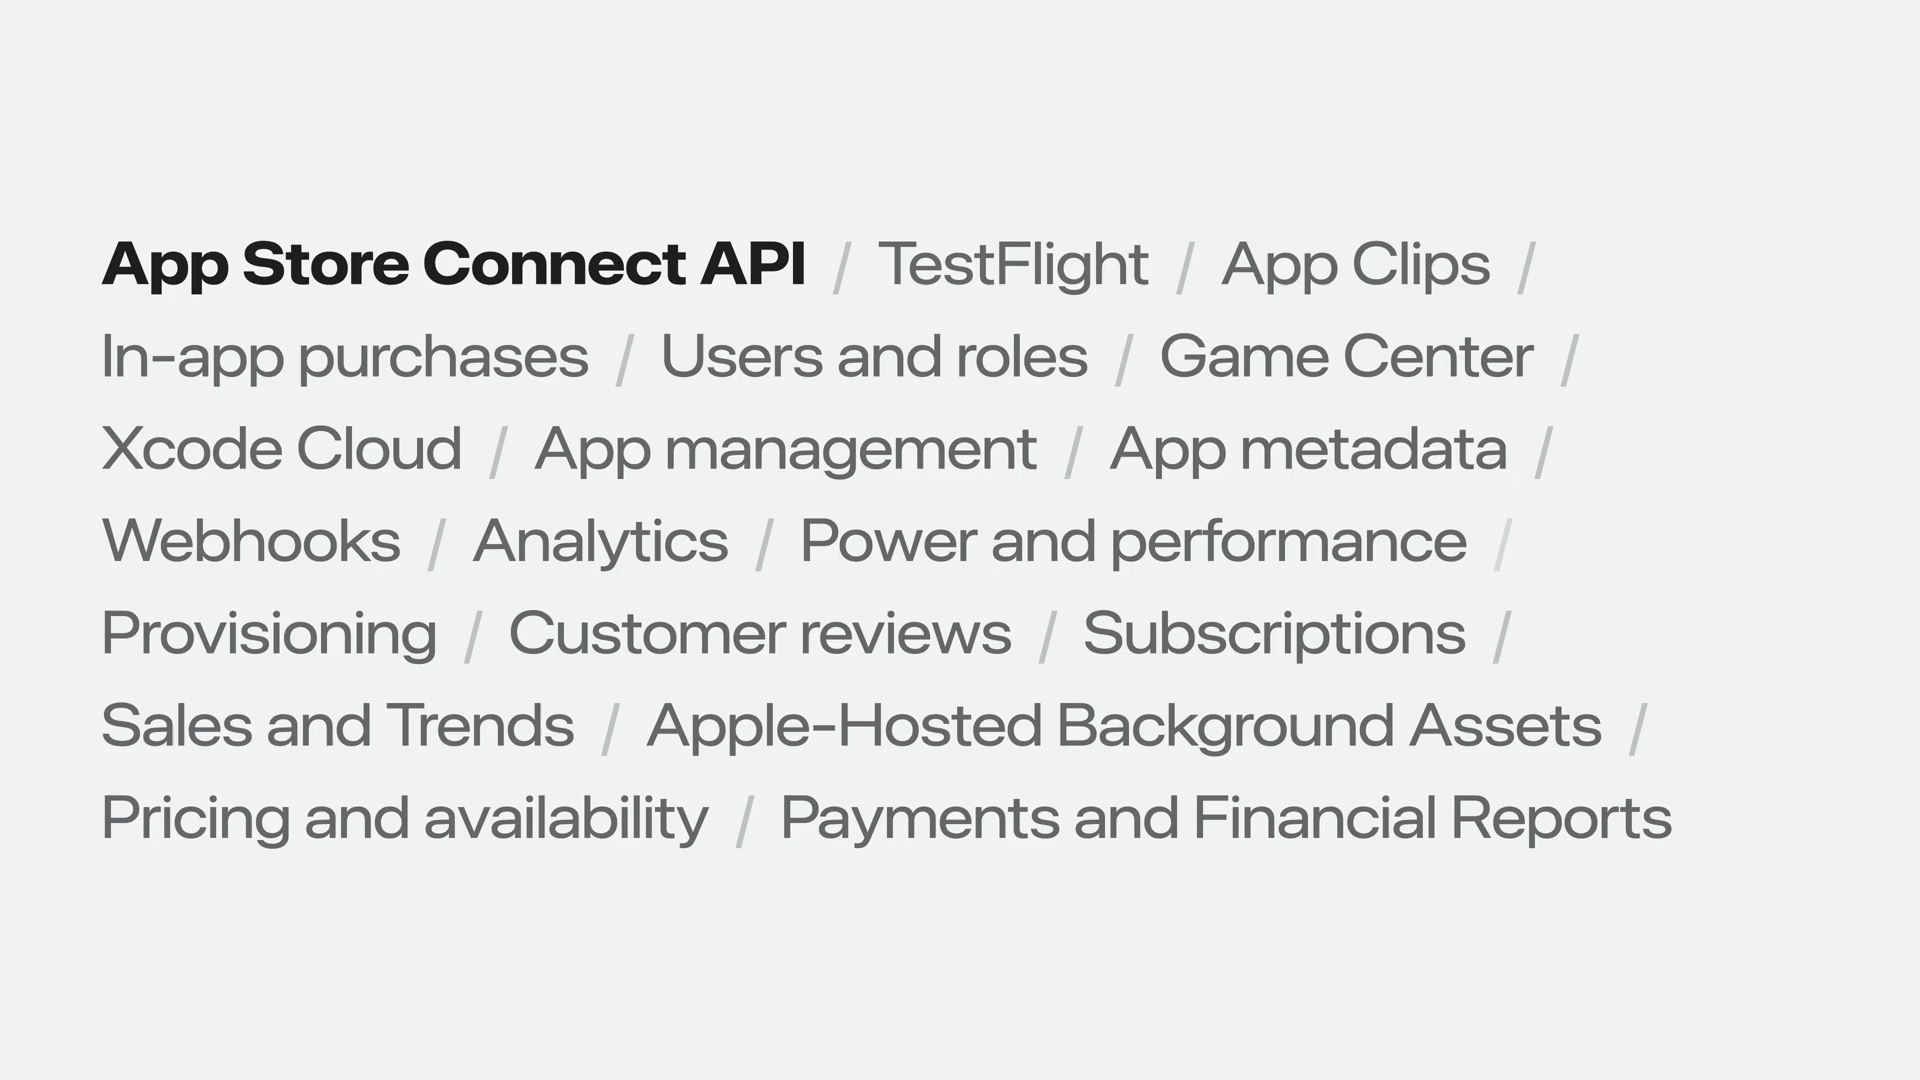 App Store Connect API / TestFlight / App Clips /
In-app purchases / Users and roles / Game Center /
Xcode Cloud / App management / App metadata /
Webhooks / Analytics / Power and performance /
Provisioning / Customer reviews / Subscriptions /
Sales and Trends / Apple-Hosted Background Assets /
Pricing and availability / Payments and Financial Reports